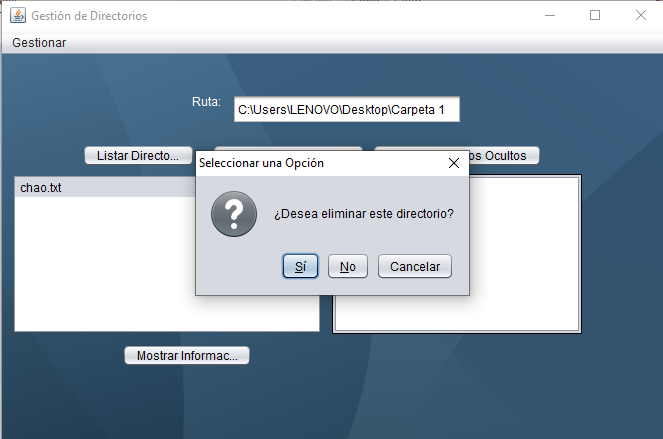 Gestión de Directorios
Gestionar
Ruta:
C:\Users\LENOVO\Desktop\Carpeta 1
Listar Directo...
os Ocultos
Seleccionar una Opción
chao.txt
¿Desea eliminar este directorio?
Sí
No
Cancelar
Mostrar Informac...